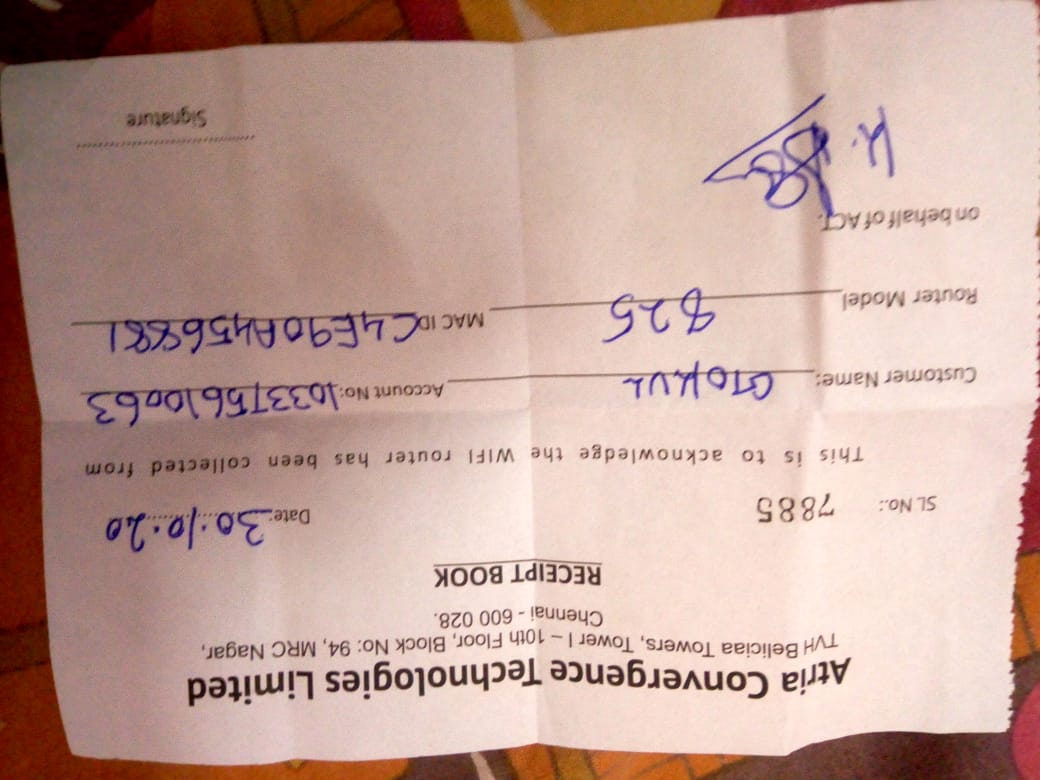 Atria Convergence Technologies Limited
TVH Beliciaa Towers, Tower I – 10th Floor, Block No: 94, MRC Nagar,
Chennai - 600 028.
RECEIPT BOOK
SL No.: 7885 Date: 30.10.20
This is to acknowledge the WIFI router has been collected from
Customer Name: GOKUL Account No: 103375610063
Router Model 825 MAC ID C4E90A456881
on behalf of ACT.
K.
Signature